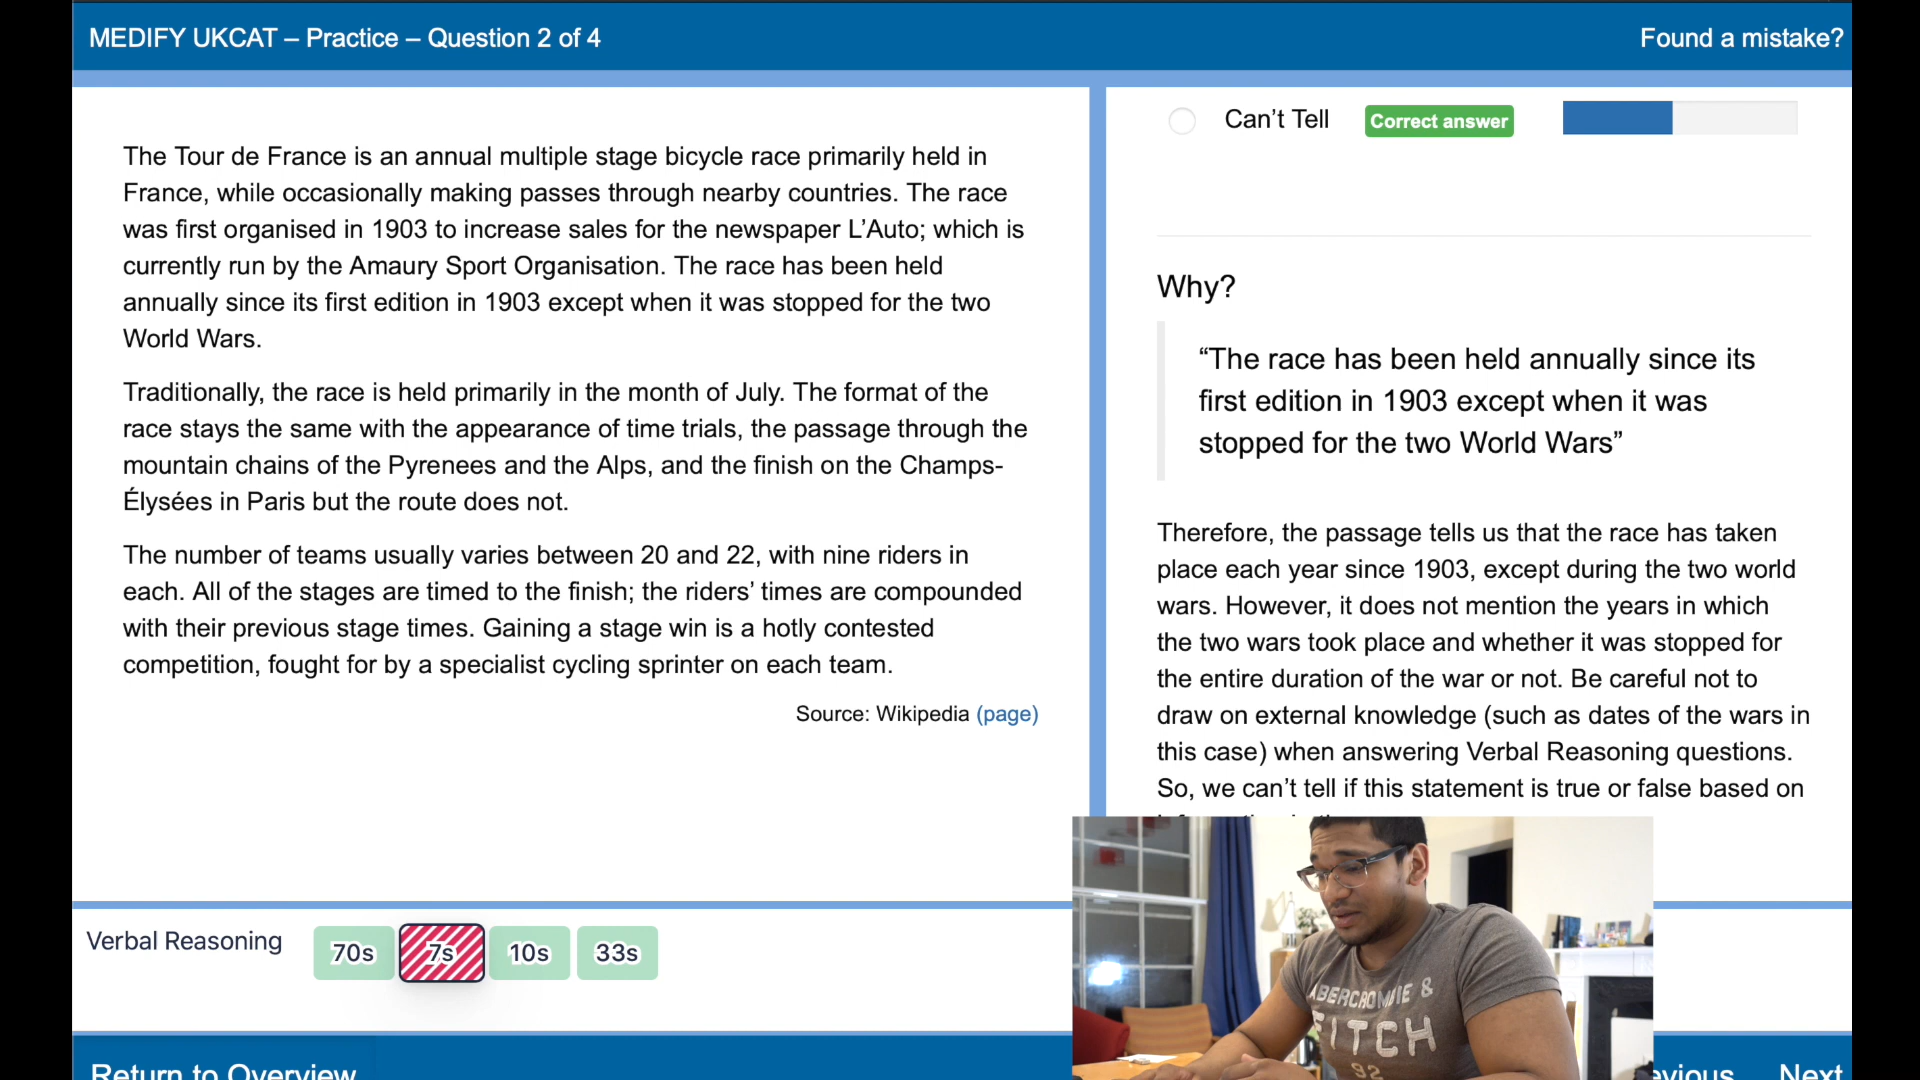 MEDIFY UKCAT – Practice – Question 2 of 4
Found a mistake?
The Tour de France is an annual multiple stage bicycle race primarily held in
France, while occasionally making passes through nearby countries. The race
was first organised in 1903 to increase sales for the newspaper L’Auto; which is
currently run by the Amaury Sport Organisation. The race has been held
annually since its first edition in 1903 except when it was stopped for the two
World Wars.
Traditionally, the race is held primarily in the month of July. The format of the
race stays the same with the appearance of time trials, the passage through the
mountain chains of the Pyrenees and the Alps, and the finish on the Champs-
Élysées in Paris but the route does not.
The number of teams usually varies between 20 and 22, with nine riders in
each. All of the stages are timed to the finish; the riders’ times are compounded
with their previous stage times. Gaining a stage win is a hotly contested
competition, fought for by a specialist cycling sprinter on each team.
Source: Wikipedia (page)
Can’t Tell
Correct answer
Why?
“The race has been held annually since its
first edition in 1903 except when it was
stopped for the two World Wars”
Therefore, the passage tells us that the race has taken
place each year since 1903, except during the two world
wars. However, it does not mention the years in which
the two wars took place and whether it was stopped for
the entire duration of the war or not. Be careful not to
draw on external knowledge (such as dates of the wars in
this case) when answering Verbal Reasoning questions.
So, we can’t tell if this statement is true or false based on
Verbal Reasoning
70s
7s
10s
33s
ABERCROMBIE &
FITCH
92
Return to Overview
evious
Next